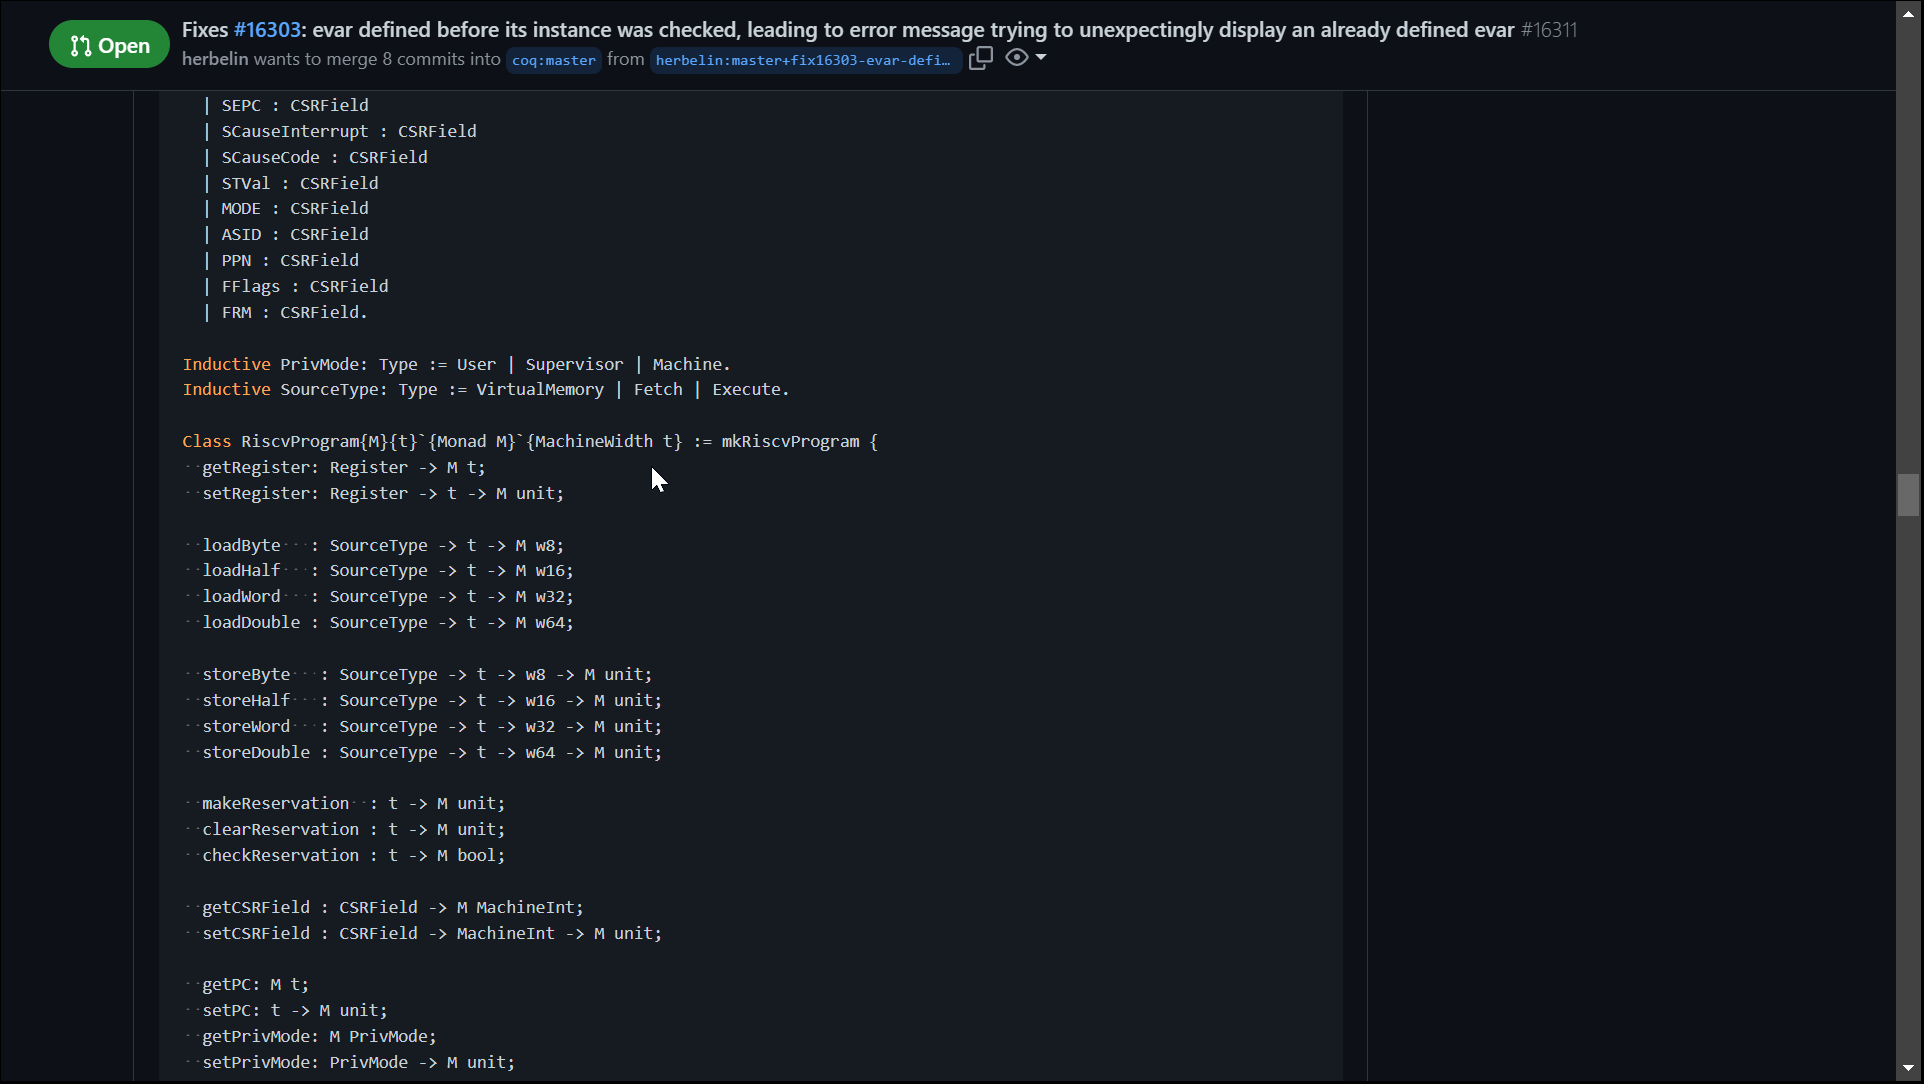 Open
Fixes #16303: evar defined before its instance was checked, leading to error message trying to unexpectingly display an already defined evar #16311
herbelin wants to merge 8 commits into coq:master from herbelin:master+fix16303-evar-defi…
| SEPC : CSRField
| SCauseInterrupt : CSRField
| SCauseCode : CSRField
| STVal : CSRField
| MODE : CSRField
| ASID : CSRField
| PPN : CSRField
| FFlags : CSRField
| FRM : CSRField.
Inductive PrivMode: Type := User | Supervisor | Machine.
Inductive SourceType: Type := VirtualMemory | Fetch | Execute.
Class RiscvProgram{M}{t}`{Monad M}`{MachineWidth t} := mkRiscvProgram {
··getRegister: Register -> M t;
··setRegister: Register -> t -> M unit;
··loadByte···: SourceType -> t -> M w8;
··loadHalf···: SourceType -> t -> M w16;
··loadWord···: SourceType -> t -> M w32;
··loadDouble : SourceType -> t -> M w64;
··storeByte···: SourceType -> t -> w8 -> M unit;
··storeHalf···: SourceType -> t -> w16 -> M unit;
··storeWord···: SourceType -> t -> w32 -> M unit;
··storeDouble : SourceType -> t -> w64 -> M unit;
··makeReservation··: t -> M unit;
··clearReservation : t -> M unit;
··checkReservation : t -> M bool;
··getCSRField : CSRField -> M MachineInt;
··setCSRField : CSRField -> MachineInt -> M unit;
··getPC: M t;
··setPC: t -> M unit;
··getPrivMode: M PrivMode;
··setPrivMode: PrivMode -> M unit;